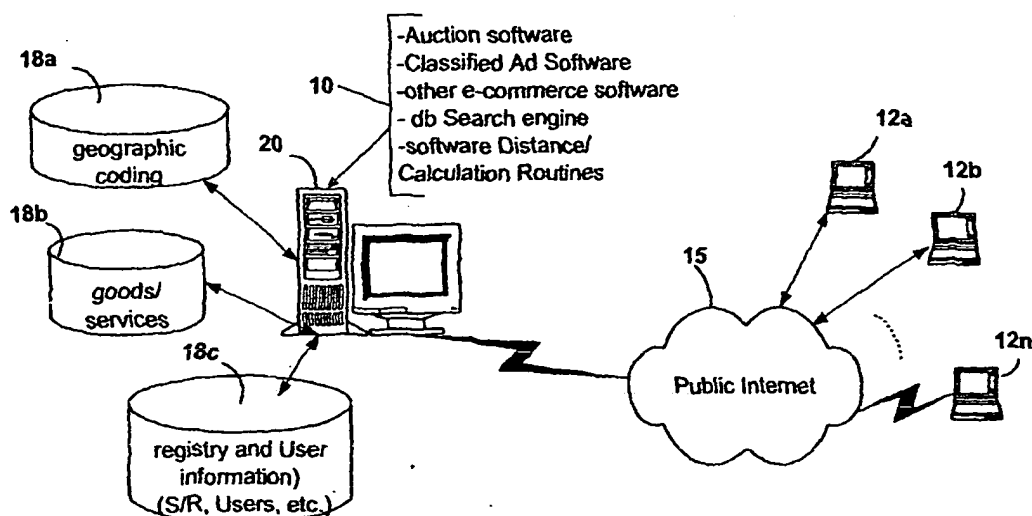 18a
geographic
coding
18b
goods/
services
18c
registry and User
information)
(S/R, Users, etc.)
20
10
-Auction software
-Classified Ad Software
-other e-commerce software
- db Search engine
-software Distance/
Calculation Routines
15
Public Internet
12a
12b
12n